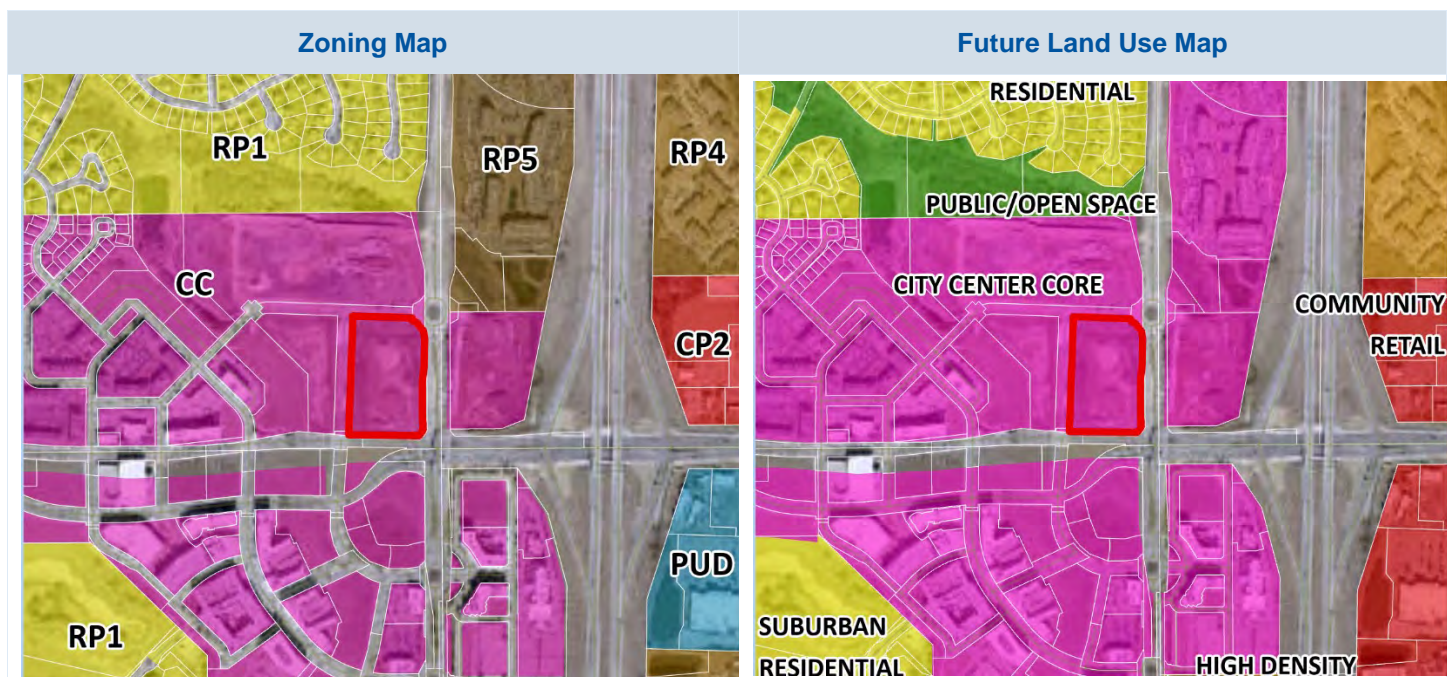 Zoning Map
Future Land Use Map
RP1
RP5
RP4
CC
CP2
PUD
RP1
RESIDENTIAL
PUBLIC/OPEN SPACE
CITY CENTER CORE
COMMUNITY
RETAIL
SUBURBAN
RESIDENTIAL
HIGH DENSITY